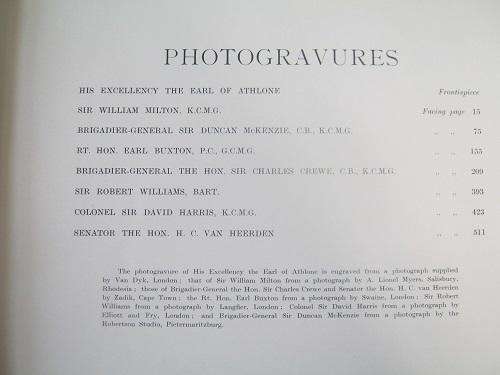 PHOTOGRAVURES
HIS EXCELLENCY THE EARL OF ATHLONE Frontispiece
SIR WILLIAM MILTON, K.C.M.G. Facing page 15
BRIGADIER-GENERAL SIR DUNCAN McKENZIE, C.B., K.C.M.G. ,, ,, 75
RT. HON. EARL BUXTON, P.C., G.C.M.G. ,, ,, 155
BRIGADIER-GENERAL THE HON. SIR CHARLES CREWE, C.B., K.C.M.G. ,, ,, 209
SIR ROBERT WILLIAMS, BART. ,, ,, 393
COLONEL SIR DAVID HARRIS, K.C.M.G. ,, ,, 423
SENATOR THE HON. H. C. VAN HEERDEN ,, ,, 511
The photogravure of His Excellency the Earl of Athlone is engraved from a photograph supplied
by Van Dyk, London; that of Sir William Milton from a photograph by A. Lionel Myers, Salisbury,
Rhodesia; those of Brigadier-General the Hon. Sir Charles Crewe and Senator the Hon. H. C. van Heerden
by Zadik, Cape Town; the Rt. Hon. Earl Buxton from a photograph by Swaine, London; Sir Robert
Williams from a photograph by Langfier, London; Colonel Sir David Harris from a photograph by
Elliott and Fry, London; and Brigadier-General Sir Duncan McKenzie from a photograph by the
Robertson Studio, Pietermaritzburg.